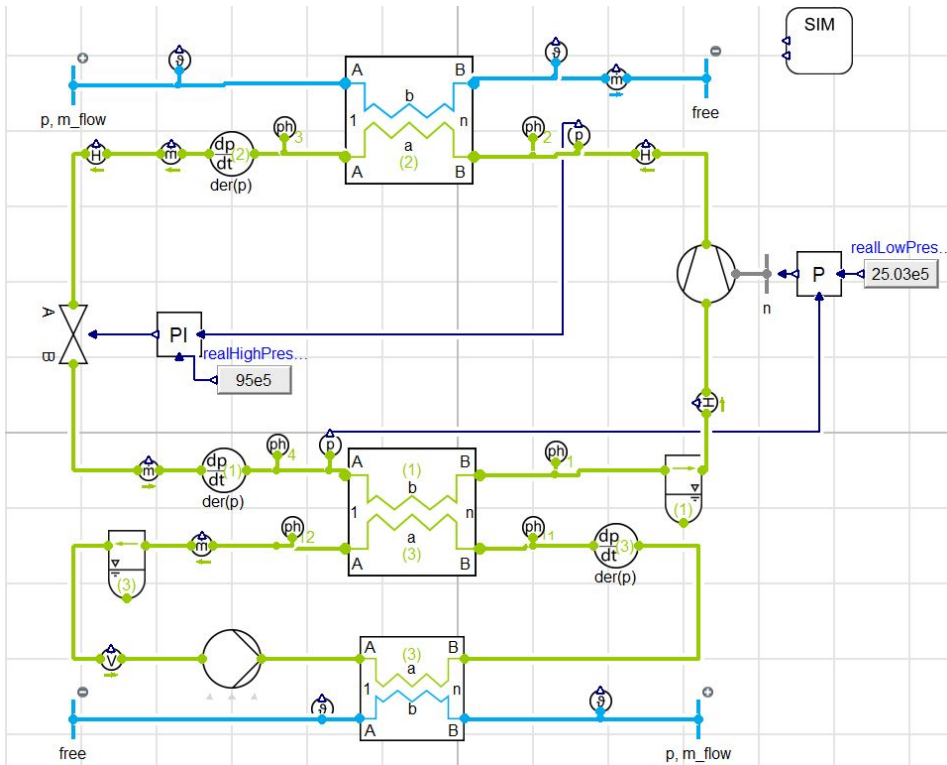 SIM
ϑ
ϑ
A
B
b
p, m_flow
1
n
ṁ
free
ph
3
ph
2
p
H
ṁ
dp
dt
(2)
a
(2)
H
A
B
der(p)
realLowPres...
P
25.03e5
n
A
PI
B
realHighPres...
95e5
H
p
ph
4
A
(1)
B
ph
1
ṁ
dp
dt
(1)
b
der(p)
1
n
(1)
ph
12
a
ph
11
dp
dt
(3)
ṁ
(3)
A
B
der(p)
(3)
A
(3)
B
V
a
1
n
ϑ
b
ϑ
A
B
free
p, m_flow